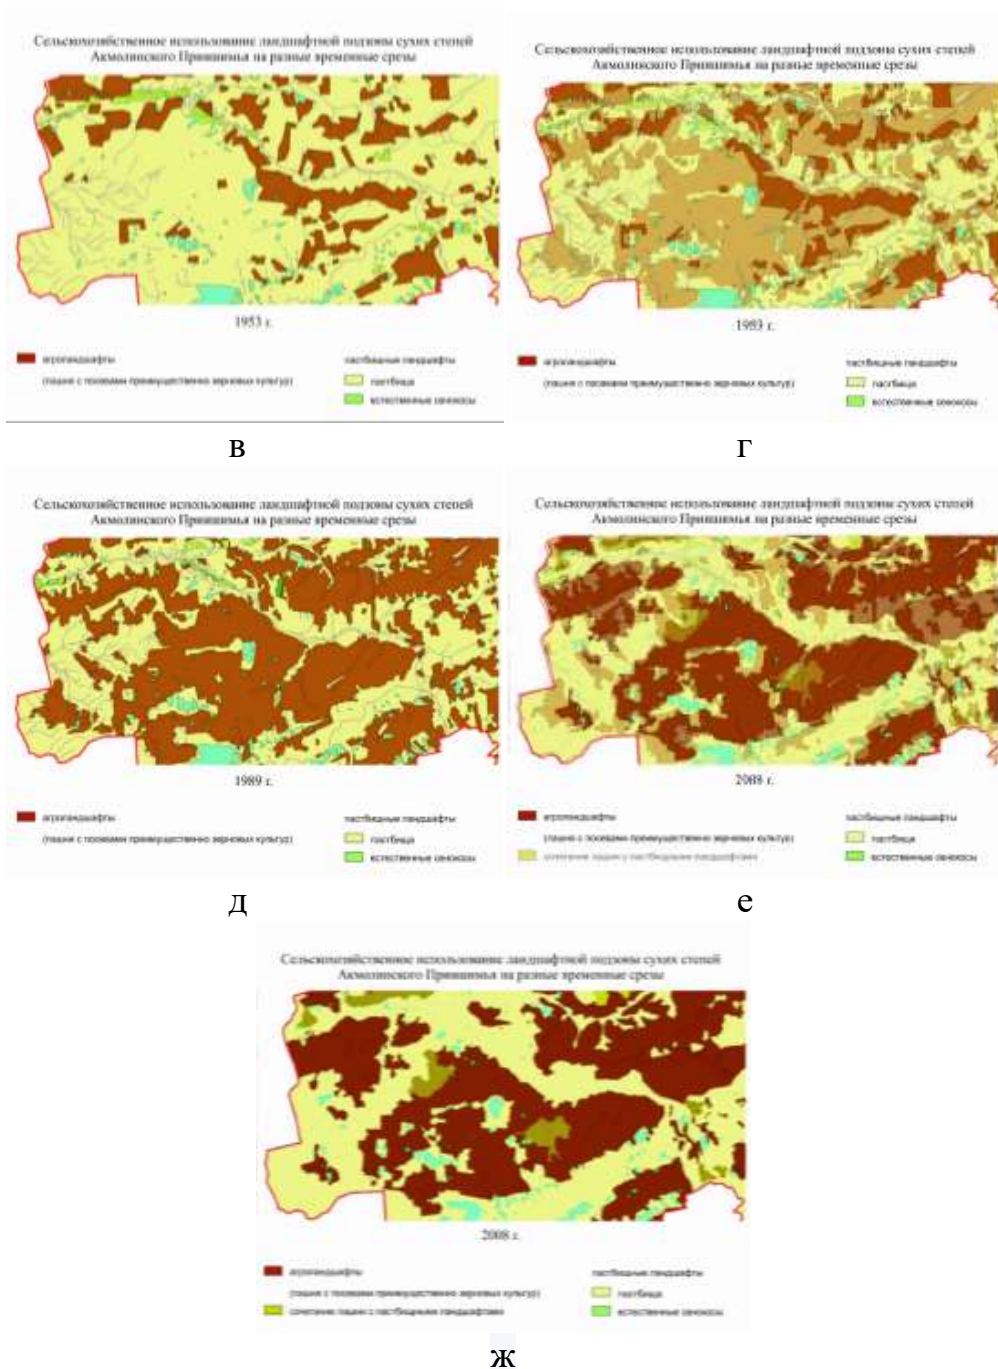 Сельскохозяйственное использование ландшафтной подзоны сухих степей
Акмолинского Приишимья на разные временные срезы
1953 г.
агроландшафты
(пашня с посевами преимущественно зерновых культур)
пастбищные ландшафты
пастбища
естественные сенокосы
в
Сельскохозяйственное использование ландшафтной подзоны сухих степей
Акмолинского Приишимья на разные временные срезы
агроландшафты
(пашня с посевами преимущественно зерновых культур)
пастбищные ландшафты
пастбища
естественные сенокосы
г
Сельскохозяйственное использование ландшафтной подзоны сухих степей
Акмолинского Приишимья на разные временные срезы
1989 г.
агроландшафты
(пашня с посевами преимущественно зерновых культур)
пастбищные ландшафты
пастбища
естественные сенокосы
д
Сельскохозяйственное использование ландшафтной подзоны сухих степей
Акмолинского Приишимья на разные временные срезы
агроландшафты
(пашня с посевами преимущественно зерновых культур)
пастбищные ландшафты
пастбища
естественные сенокосы
е
Сельскохозяйственное использование ландшафтной подзоны сухих степей
Акмолинского Приишимья на разные временные срезы
2008 г.
агроландшафты
(пашня с посевами преимущественно зерновых культур)
сочетание пашни с пастбищными ландшафтами
пастбищные ландшафты
пастбища
естественные сенокосы
ж